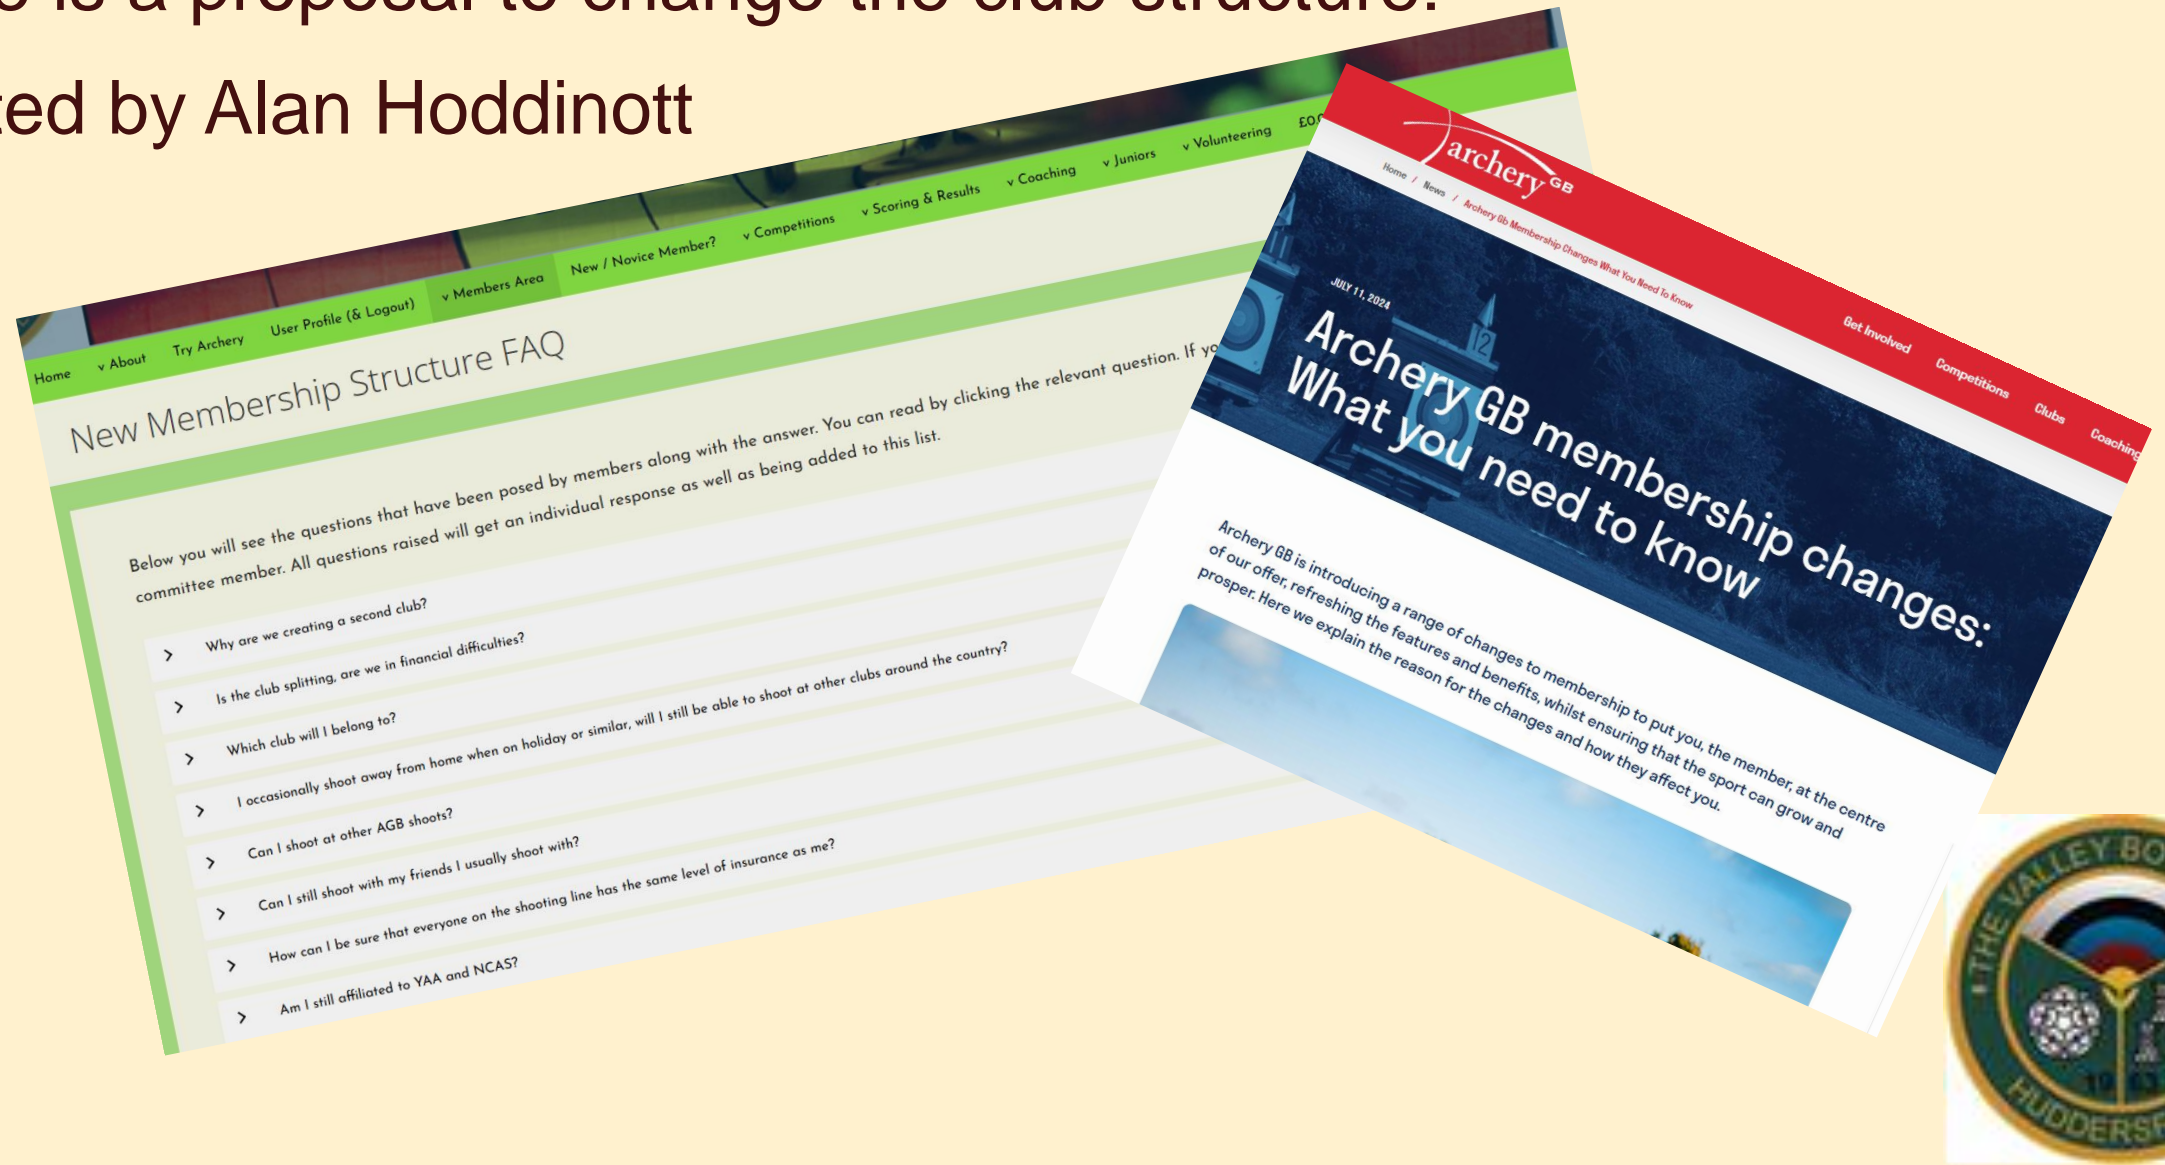 is a proposal to change the club structure.
ted by Alan Hoddinott
Home v About Try Archery User Profile (& Logout) v Members Area New / Novice Member? v Competitions v Scoring & Results v Coaching v Juniors v Volunteering
New Membership Structure FAQ
Below you will see the questions that have been posed by members along with the answer. You can read by clicking the relevant question. If yo
committee member. All questions raised will get an individual response as well as being added to this list.
Why are we creating a second club?
Is the club splitting, are we in financial difficulties?
Which club will I belong to?
I occasionally shoot away from home when on holiday or similar, will I still be able to shoot at other clubs around the country?
Can I shoot at other AGB shoots?
Can I still shoot with my friends I usually shoot with?
How can I be sure that everyone on the shooting line has the same level of insurance as me?
Am I still affiliated to YAA and NCAS?
archery GB
Home / News / Archery Gb Membership Changes What You Need To Know
Get Involved Competitions Clubs Coaching
JULY 11, 2024
Archery GB membership changes:
What you need to know
Archery GB is introducing a range of changes to membership to put you, the member, at the centre
of our offer, refreshing the features and benefits, whilst ensuring that the sport can grow and
prosper. Here we explain the reason for the changes and how they affect you.
12
THE VALLEY BO
HUDDERSF